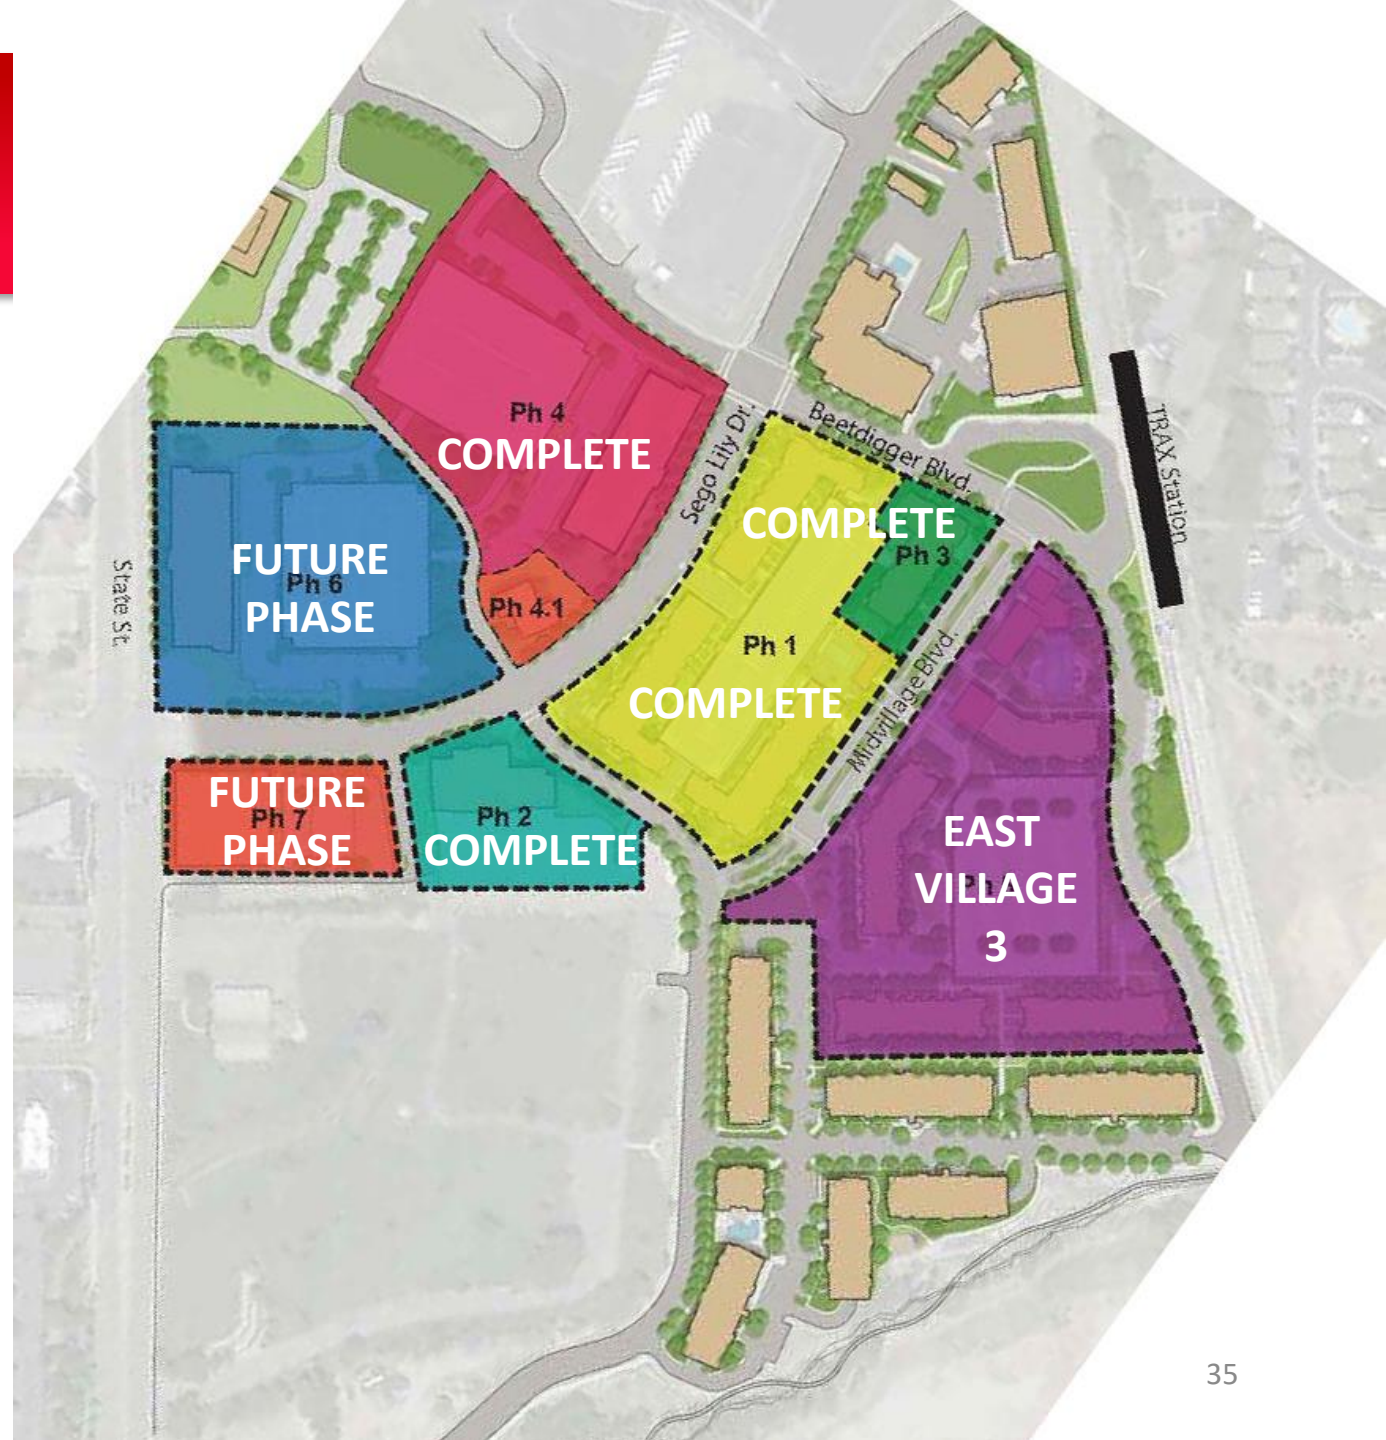 Ph 4
COMPLETE
Sego Lily Dr.
Beetdigger Blvd.
TRAX Station
COMPLETE
Ph 3
FUTURE
Ph 6
PHASE
State St.
Ph 4.1
Ph 1
COMPLETE
Midvillage Blvd.
FUTURE
Ph 7
PHASE
Ph 2
COMPLETE
EAST
VILLAGE
3
35